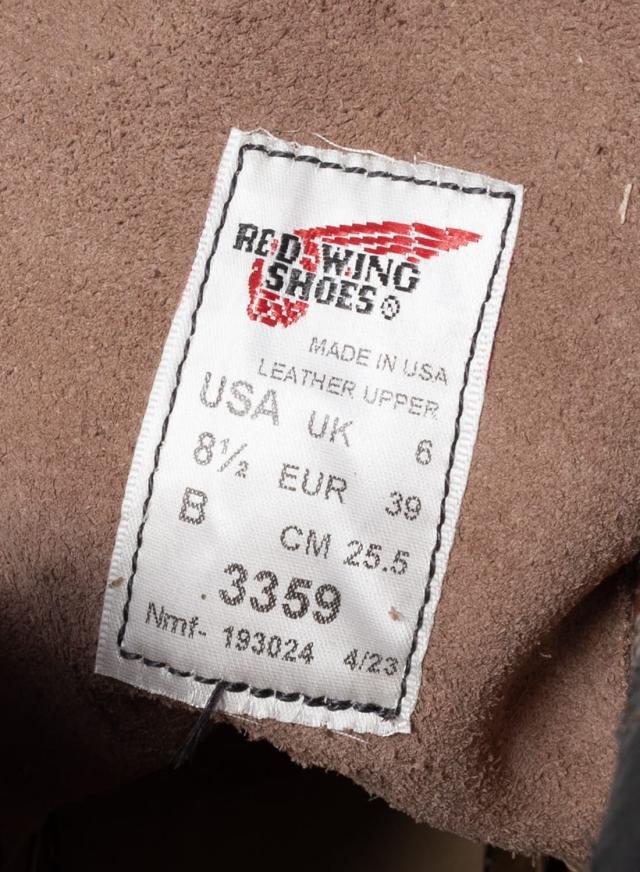 RED WING
SHOES®
MADE IN USA
LEATHER UPPER
USA UK 6
8½ EUR 39
B CM 25.5
3359
Nmf- 193024 4/23